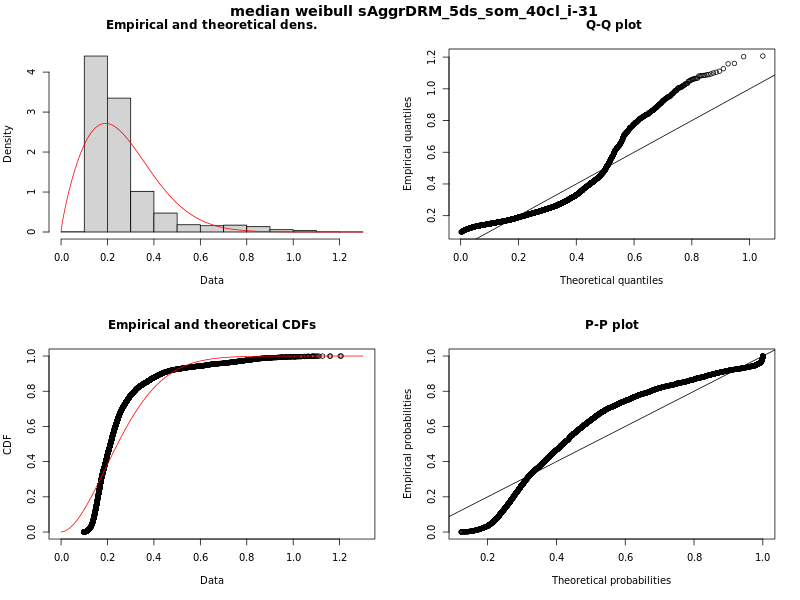 median weibull sAggrDRM_5ds_som_40cl_i-31
Empirical and theoretical dens.
Density
0
1
2
3
4
0.0 0.2 0.4 0.6 0.8 1.0 1.2
Data
Q-Q plot
Empirical quantiles
0.2 0.4 0.6 0.8 1.0 1.2
0.0 0.2 0.4 0.6 0.8 1.0
Theoretical quantiles
Empirical and theoretical CDFs
CDF
0.0 0.2 0.4 0.6 0.8 1.0
0.0 0.2 0.4 0.6 0.8 1.0 1.2
Data
P-P plot
Empirical probabilities
0.0 0.2 0.4 0.6 0.8 1.0
0.2 0.4 0.6 0.8 1.0
Theoretical probabilities